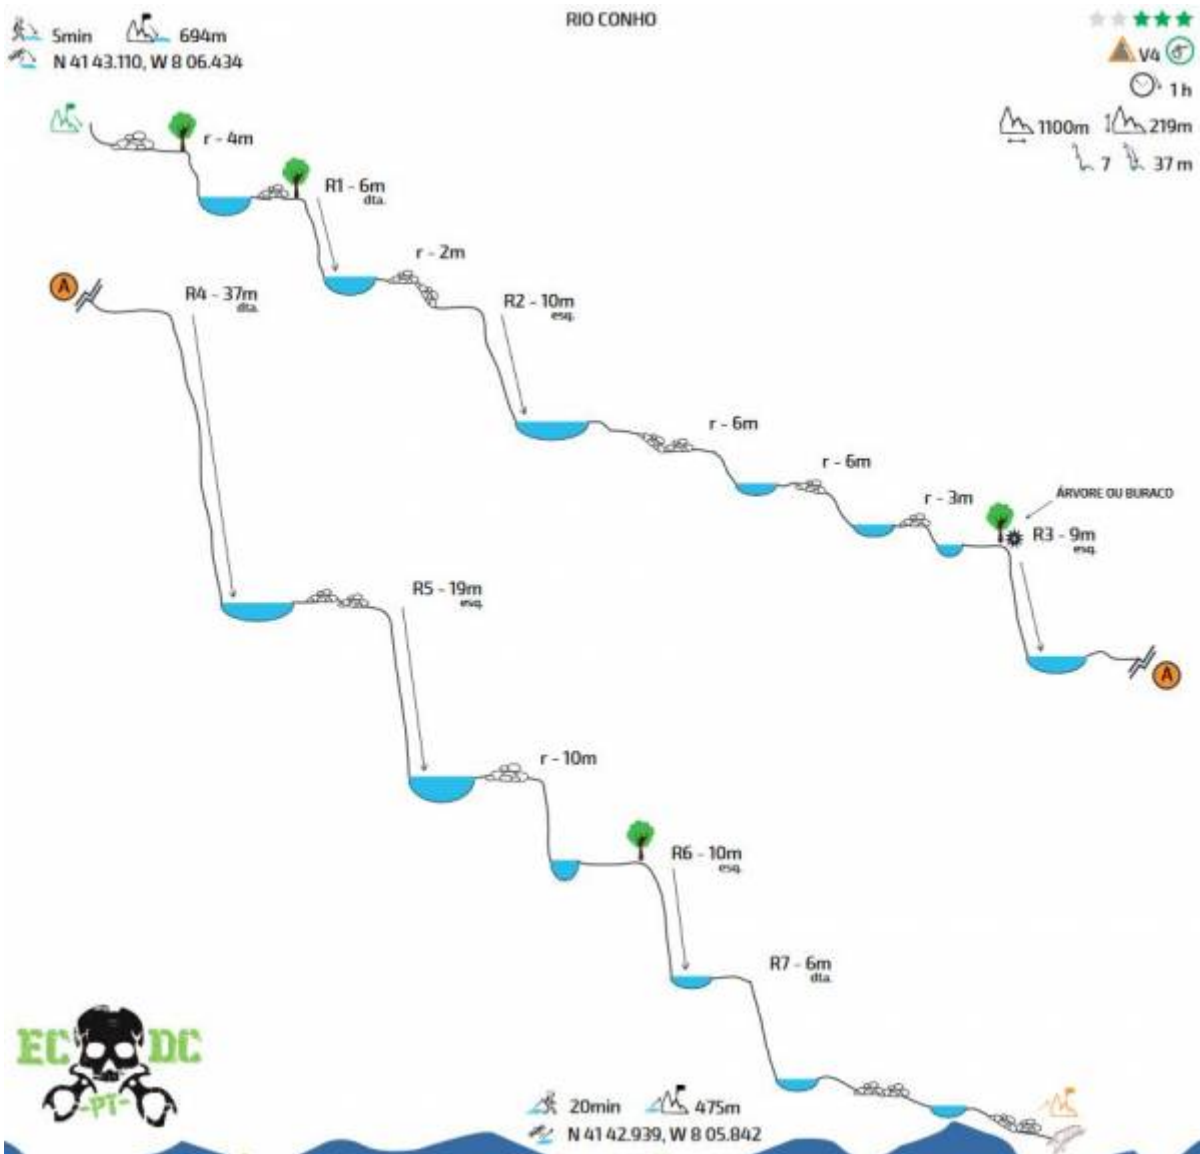 RIO CONHO
5min 694m
N 41 43.110, W 8 06.434
V4
1 h
1100m 219m
7 37 m
r - 4m
R1 - 6m
dta.
r - 2m
R2 - 10m
esq.
r - 6m
r - 6m
r - 3m
ÁRVORE OU BURACO
R3 - 9m
esq.
A
A
R4 - 37m
dta.
R5 - 19m
esq.
r - 10m
R6 - 10m
esq.
R7 - 6m
dta.
EC DC
-PT-
20min 475m
N 41 42.939, W 8 05.842